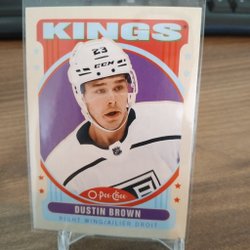 KINGS
23
CCM
O-Pee-Chee
DUSTIN BROWN
RIGHT WING/AILIER DROIT